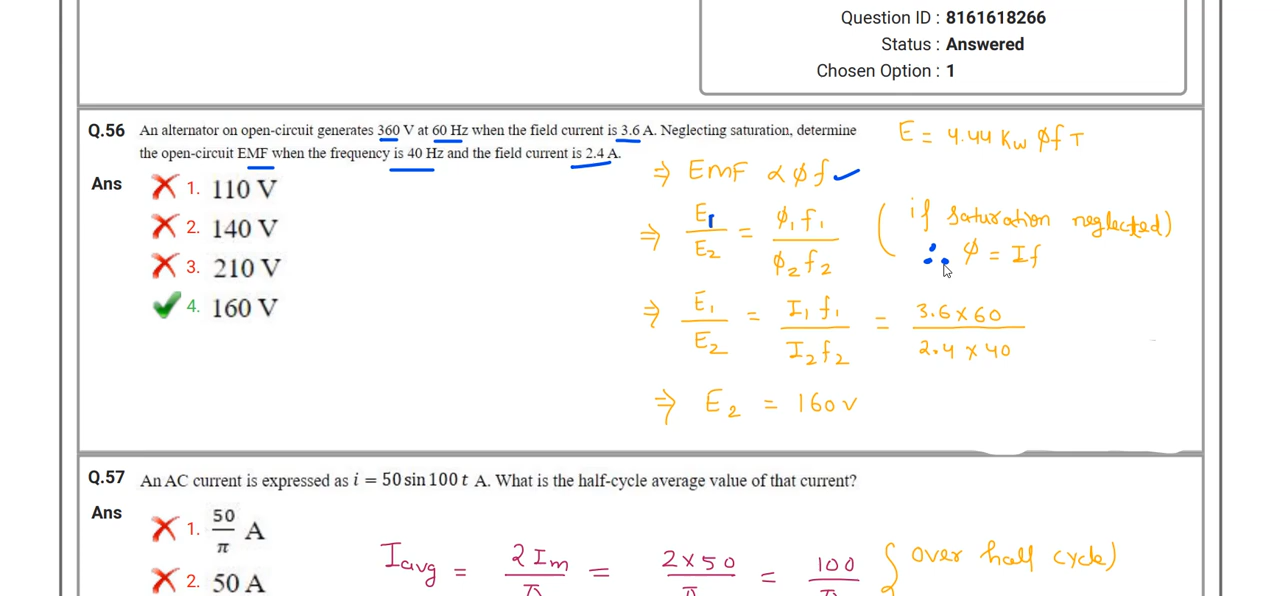 Question ID : 8161618266
Status : Answered
Chosen Option : 1
Q.56 An alternator on open-circuit generates 360 V at 60 Hz when the field current is 3.6 A. Neglecting saturation, determine
the open-circuit EMF when the frequency is 40 Hz and the field current is 2.4 A.
E = 4.44 Kw φ f T
Ans
1. 110 V
2. 140 V
3. 210 V
4. 160 V
⇒ EMF ∝ φ f
⇒ E1/E2 = φ1 f1 / φ2 f2 (if saturation neglected)
∴ φ = If
⇒ E1/E2 = I1 f1 / I2 f2 = 3.6 × 60 / 2.4 × 40
⇒ E2 = 160 v
Q.57 An AC current is expressed as i = 50 sin 100 t A. What is the half-cycle average value of that current?
Ans
1. 50/π A
2. 50 A
Iavg = 2Im/π = 2×50/π = 100/π { over half cycle)